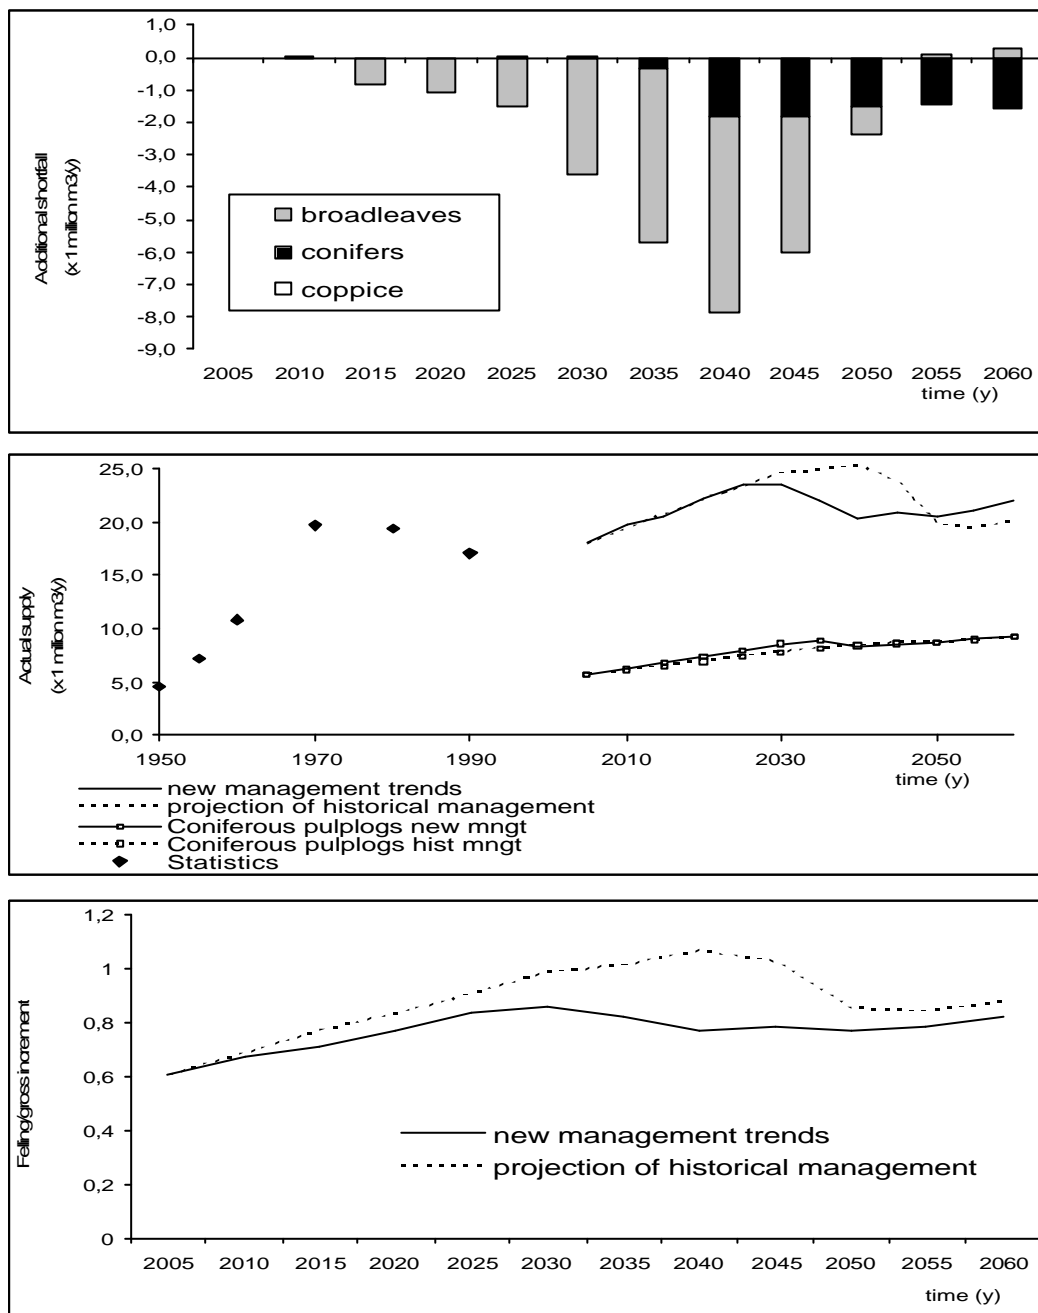 1,0
0,0
-1,0
-2,0
-3,0
-4,0
-5,0
-6,0
-7,0
-8,0
-9,0
Additional shortfall
(x 1 million m3/y)
broadleaves
conifers
coppice
2005 2010 2015 2020 2025 2030 2035 2040 2045 2050 2055 2060
time (y)
25,0
20,0
15,0
10,0
5,0
0,0
Actual supply
(x 1 million m3/y)
1950 1970 1990 2010 2030 2050
time (y)
new management trends
projection of historical management
Coniferous pulplogs new mngt
Coniferous pulplogs hist mngt
Statistics
1,2
1
0,8
0,6
0,4
0,2
0
Felling/gross increment
new management trends
projection of historical management
2005 2010 2015 2020 2025 2030 2035 2040 2045 2050 2055 2060
time (y)